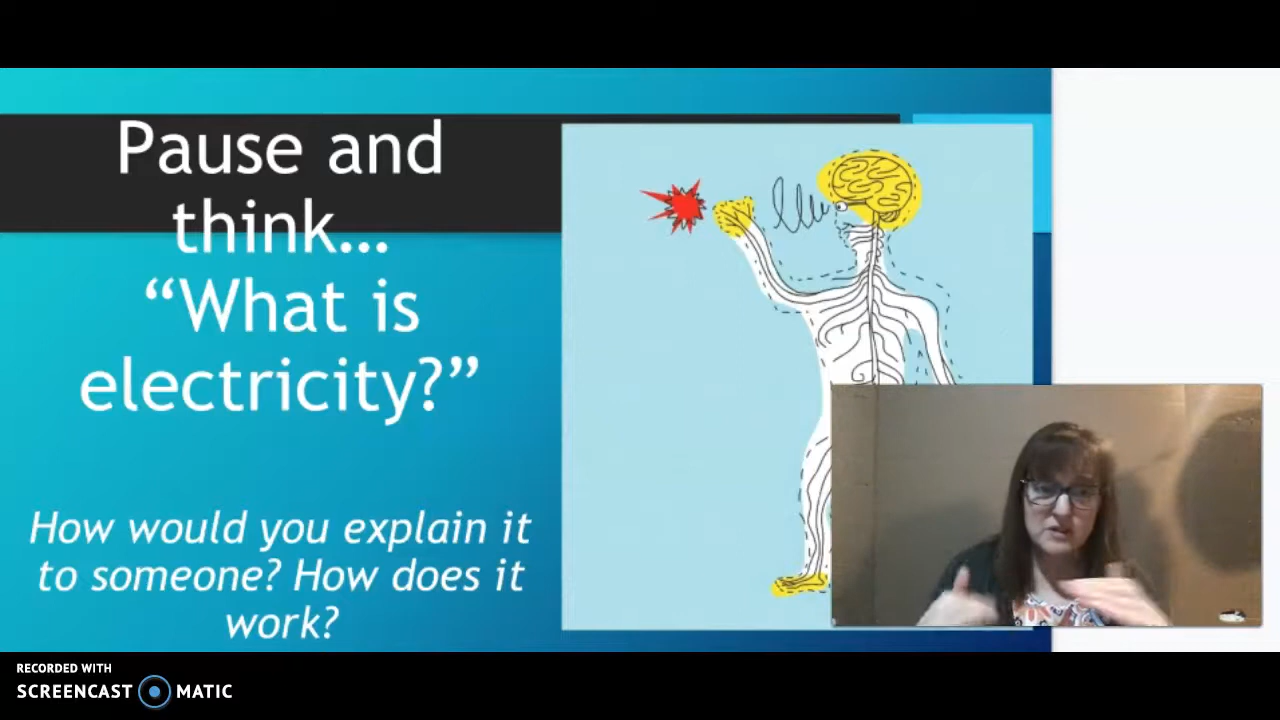 Pause and
think...
“What is
electricity?”
How would you explain it
to someone? How does it
work?
RECORDED WITH
SCREENCAST MATIC